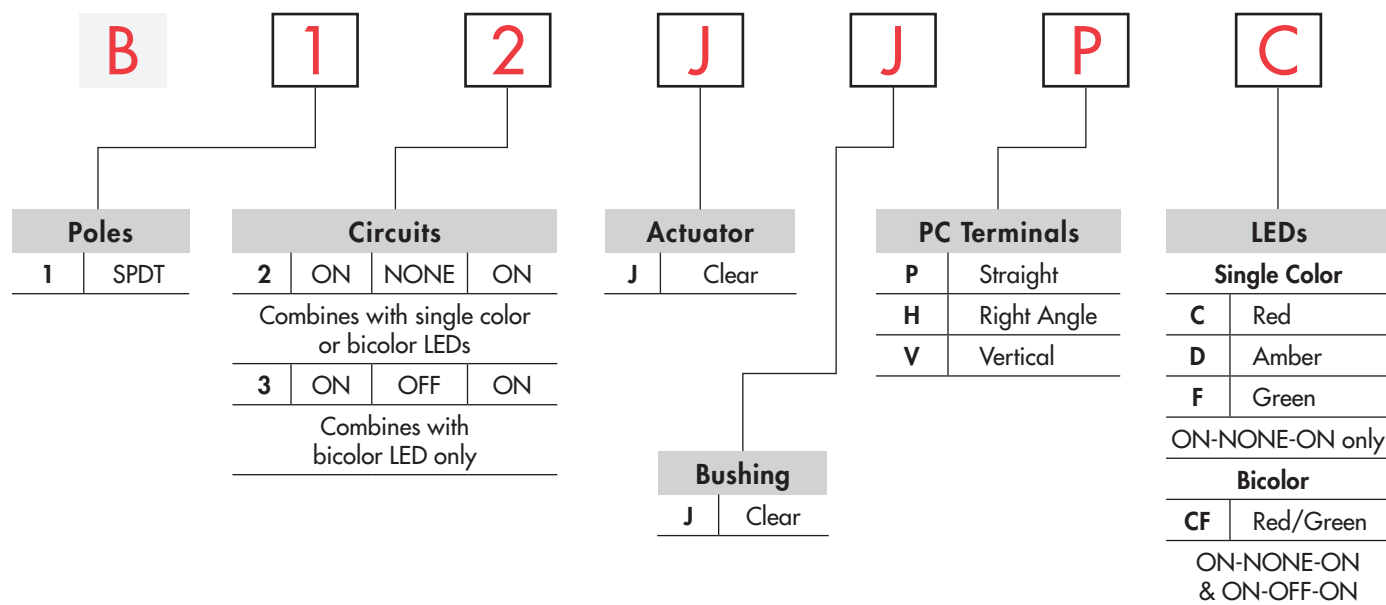 B 1 2 J J P C
Poles
1 SPDT
Circuits
2 ON NONE ON
Combines with single color
or bicolor LEDs
3 ON OFF ON
Combines with
bicolor LED only
Actuator
J Clear
Bushing
J Clear
PC Terminals
P Straight
H Right Angle
V Vertical
LEDs
Single Color
C Red
D Amber
F Green
ON-NONE-ON only
Bicolor
CF Red/Green
ON-NONE-ON
& ON-OFF-ON